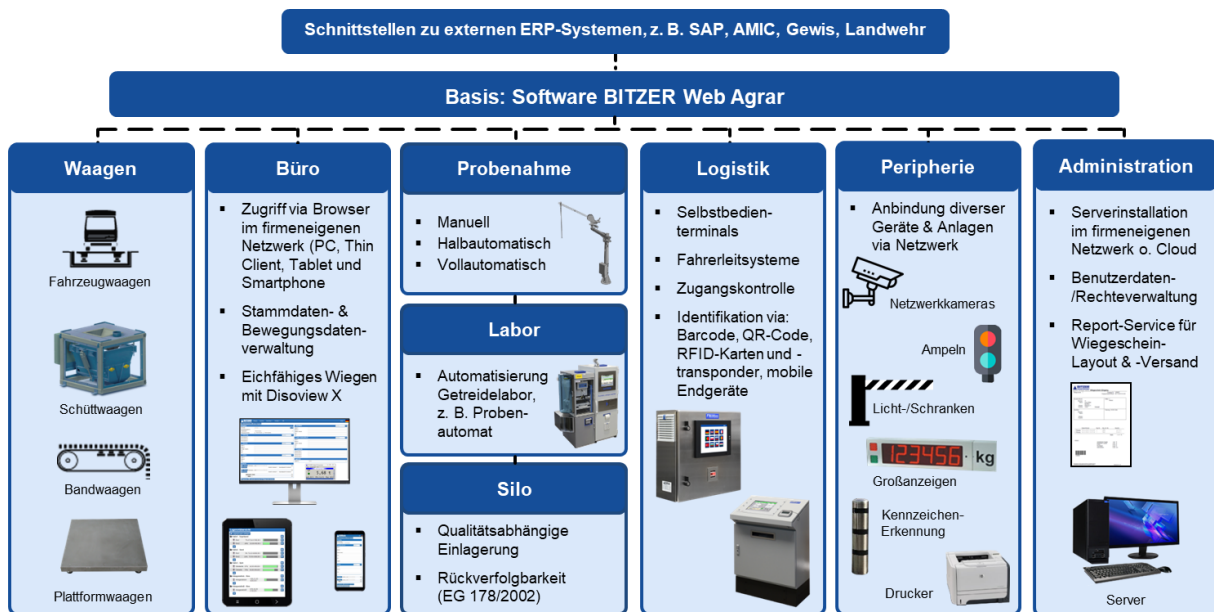 Schnittstellen zu externen ERP-Systemen, z. B. SAP, AMIC, Gewis, Landwehr
Basis: Software BITZER Web Agrar
Waagen
Fahrzeugwaagen
Schüttwaagen
Bandwaagen
Plattformwaagen
Büro
▪ Zugriff via Browser
im firmeneigenen
Netzwerk (PC, Thin
Client, Tablet und
Smartphone
▪ Stammdaten- &
Bewegungsdaten-
verwaltung
▪ Eichfähiges Wiegen
mit Disoview X
Probenahme
▪ Manuell
▪ Halbautomatisch
▪ Vollautomatisch
Labor
▪ Automatisierung
Getreidelabor,
z. B. Proben-
automat
Silo
▪ Qualitätsabhängige
Einlagerung
▪ Rückverfolgbarkeit
(EG 178/2002)
Logistik
▪ Selbstbedien-
terminals
▪ Fahrerleitsysteme
▪ Zugangskontrolle
▪ Identifikation via:
Barcode, QR-Code,
RFID-Karten und -
transponder, mobile
Endgeräte
Peripherie
▪ Anbindung diverser
Geräte & Anlagen
via Netzwerk
Netzwerkkameras
Ampeln
Licht-/Schranken
123456 kg
Großanzeigen
Kennzeichen-
Erkennung
Drucker
Administration
▪ Serverinstallation
im firmeneigenen
Netzwerk o. Cloud
▪ Benutzerdaten-
/Rechteverwaltung
▪ Report-Service für
Wiegeschein-
Layout & -Versand
Server